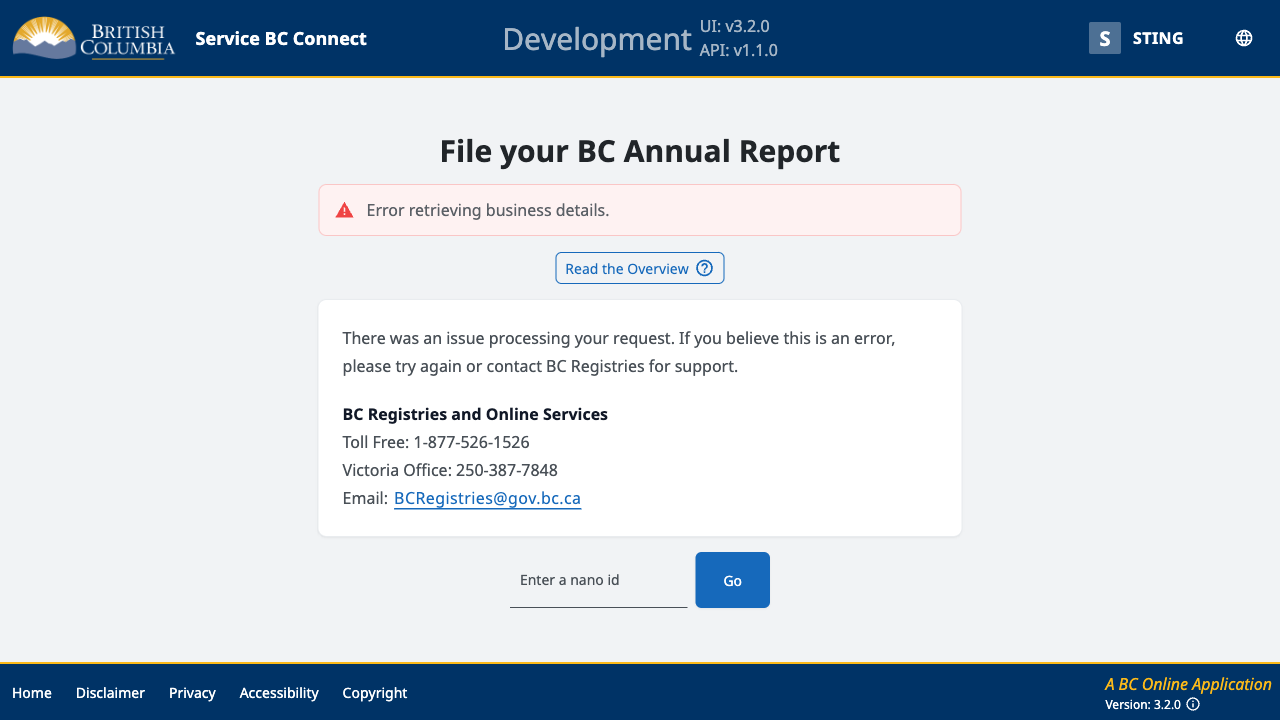 BRITISH
COLUMBIA
Service BC Connect
Development
UI: v3.2.0
API: v1.1.0
S
STING
File your BC Annual Report
Error retrieving business details.
Read the Overview
There was an issue processing your request. If you believe this is an error,
please try again or contact BC Registries for support.
BC Registries and Online Services
Toll Free: 1-877-526-1526
Victoria Office: 250-387-7848
Email: BCRegistries@gov.bc.ca
Enter a nano id
Go
Home Disclaimer Privacy Accessibility Copyright
A BC Online Application
Version: 3.2.0